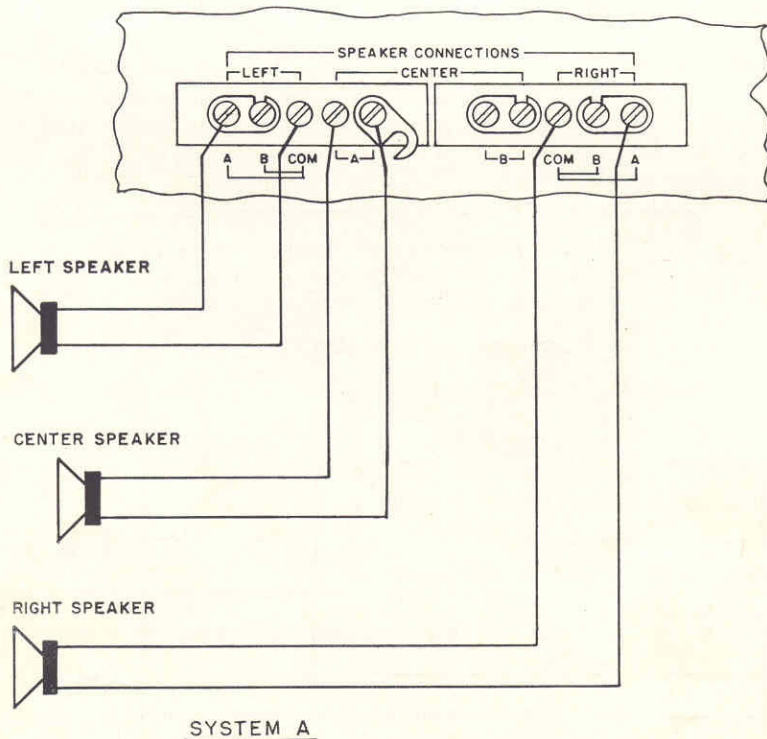 SPEAKER CONNECTIONS
LEFT CENTER RIGHT
A B COM A B COM B A
LEFT SPEAKER
CENTER SPEAKER
RIGHT SPEAKER
SYSTEM A